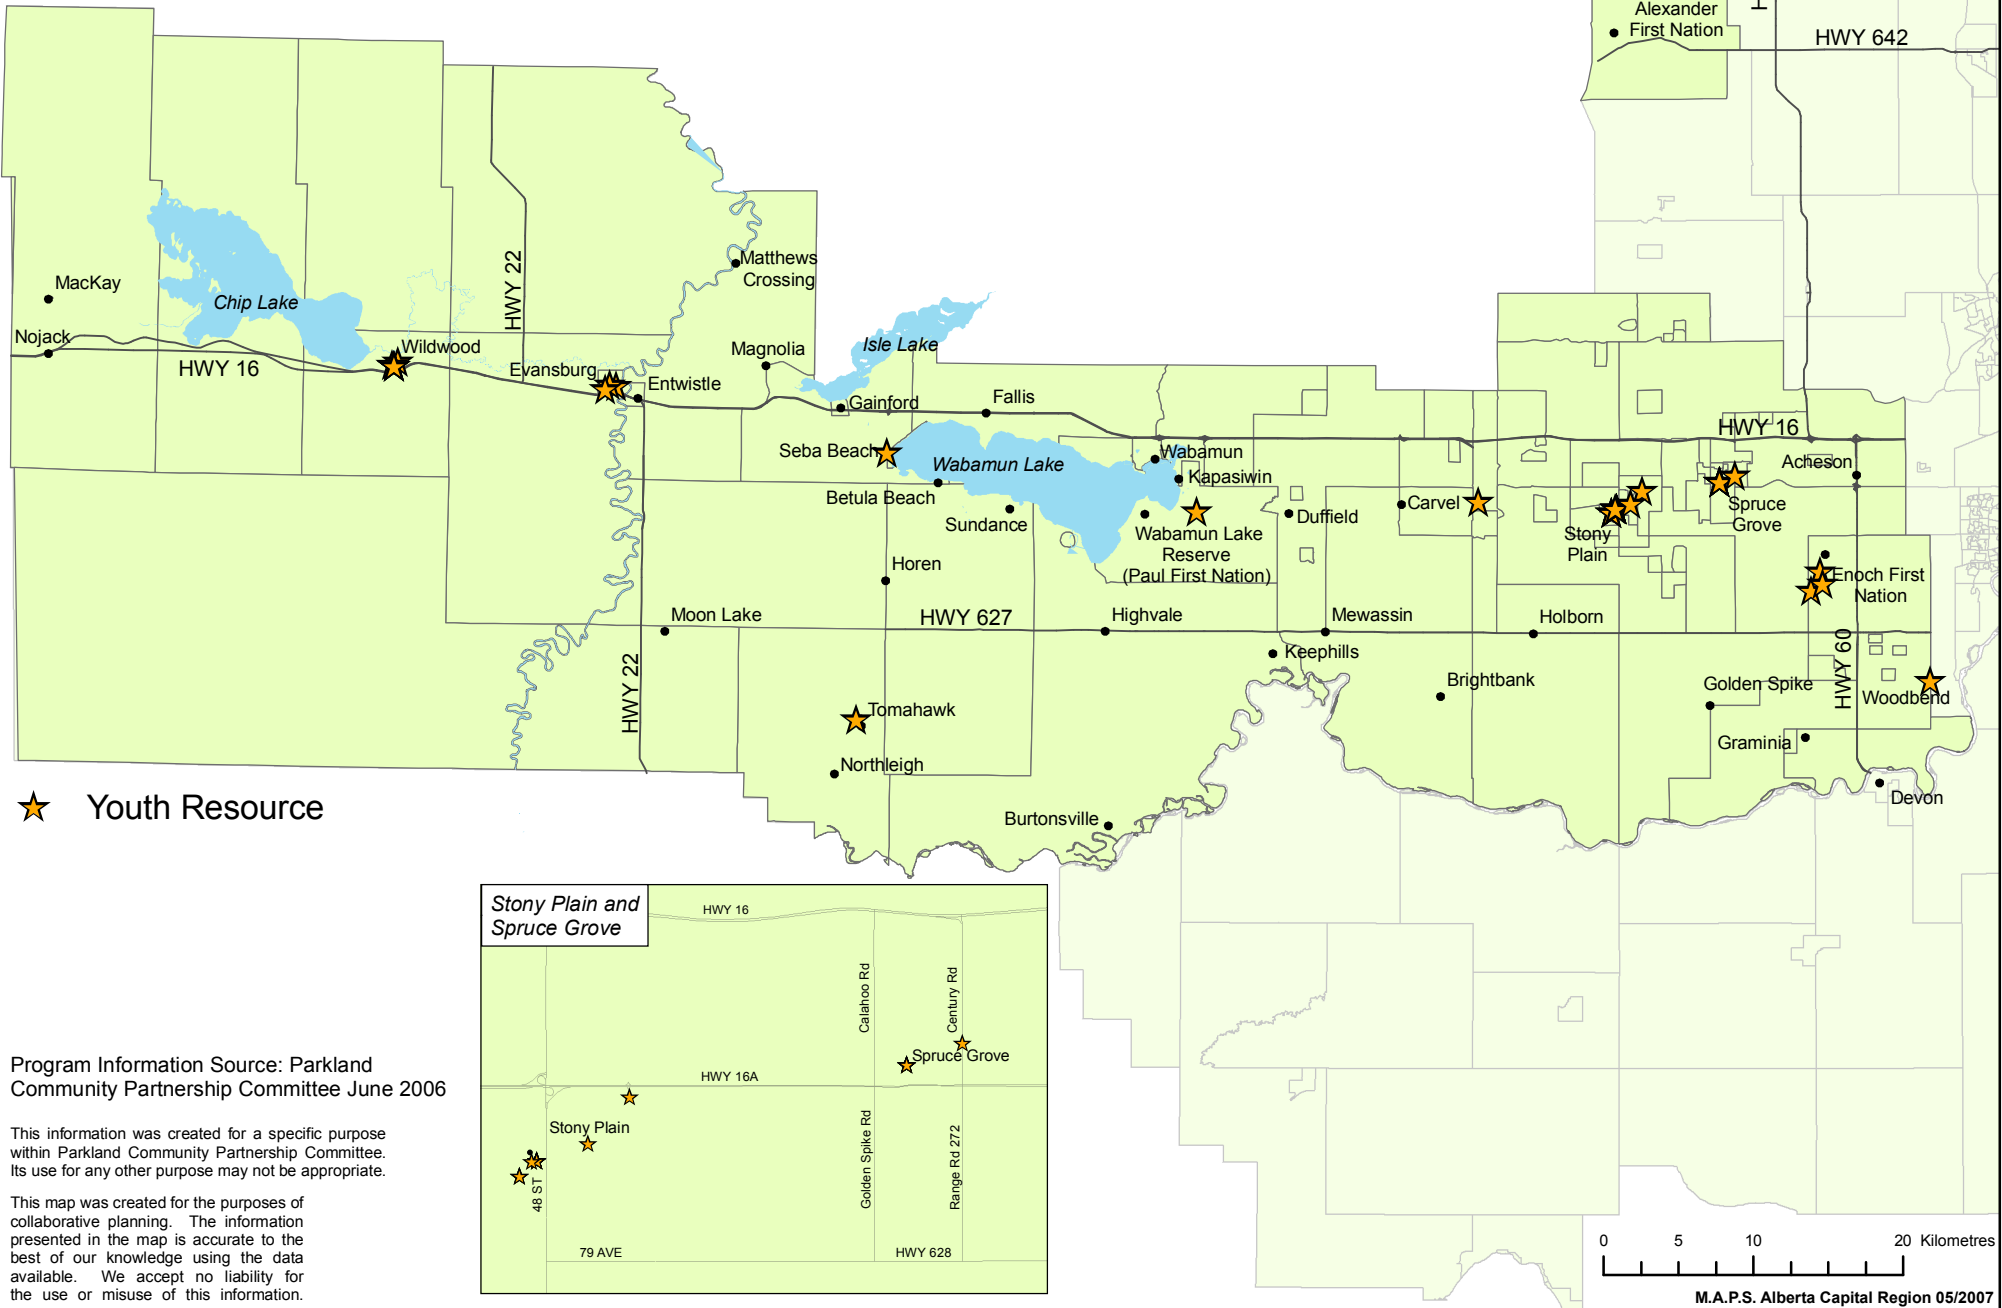 Alexander
First Nation
H
HWY 642
MacKay
Nojack
HWY 16
Chip Lake
HWY 22
Matthews
Crossing
Wildwood
Evansburg
Entwistle
Magnolia
Isle Lake
Gainford
Fallis
Seba Beach
Wabamun Lake
Betula Beach
Sundance
Wabamun
Kapasiwin
Wabamun Lake
Reserve
(Paul First Nation)
Duffield
Carvel
HWY 16
Acheson
Stony
Plain
Spruce
Grove
Enoch First
Nation
Horen
Moon Lake
HWY 627
Highvale
Mewassin
Holborn
Keephills
HWY 22
HWY 60
Tomahawk
Brightbank
Golden Spike
Woodbend
Graminia
Northleigh
Burtonsville
Devon
Youth Resource
Stony Plain and
Spruce Grove
HWY 16
Calahoo Rd
Century Rd
Spruce Grove
HWY 16A
Stony Plain
48 ST
Golden Spike Rd
Range Rd 272
79 AVE
HWY 628
Program Information Source: Parkland
Community Partnership Committee June 2006
This information was created for a specific purpose
within Parkland Community Partnership Committee.
Its use for any other purpose may not be appropriate.
This map was created for the purposes of
collaborative planning. The information
presented in the map is accurate to the
best of our knowledge using the data
available. We accept no liability for
the use or misuse of this information.
0 5 10 20 Kilometres
M.A.P.S. Alberta Capital Region 05/2007